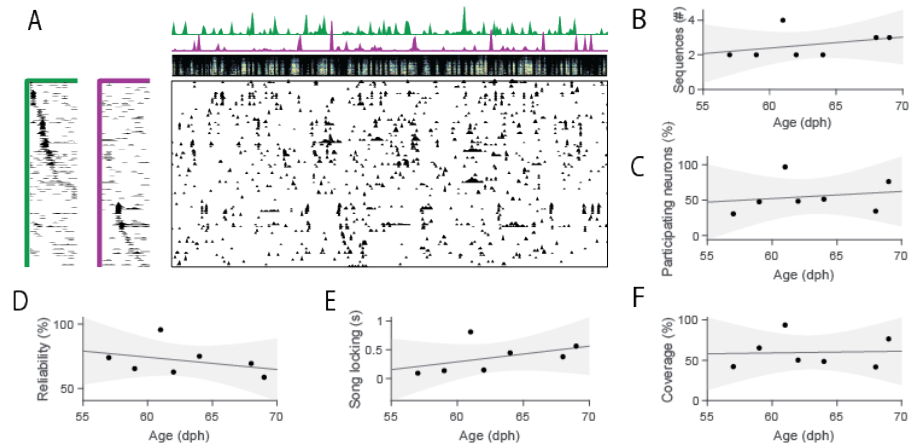 A
B
Sequences (#)
6
4
2
0
55
60
65
70
Age (dph)
C
Participating neurons (%)
100
50
0
55
60
65
70
Age (dph)
D
Reliability (%)
100
50
55
60
65
70
Age (dph)
E
Song locking (s)
1
0.5
0
55
60
65
70
Age (dph)
F
Coverage (%)
100
50
0
55
60
65
70
Age (dph)